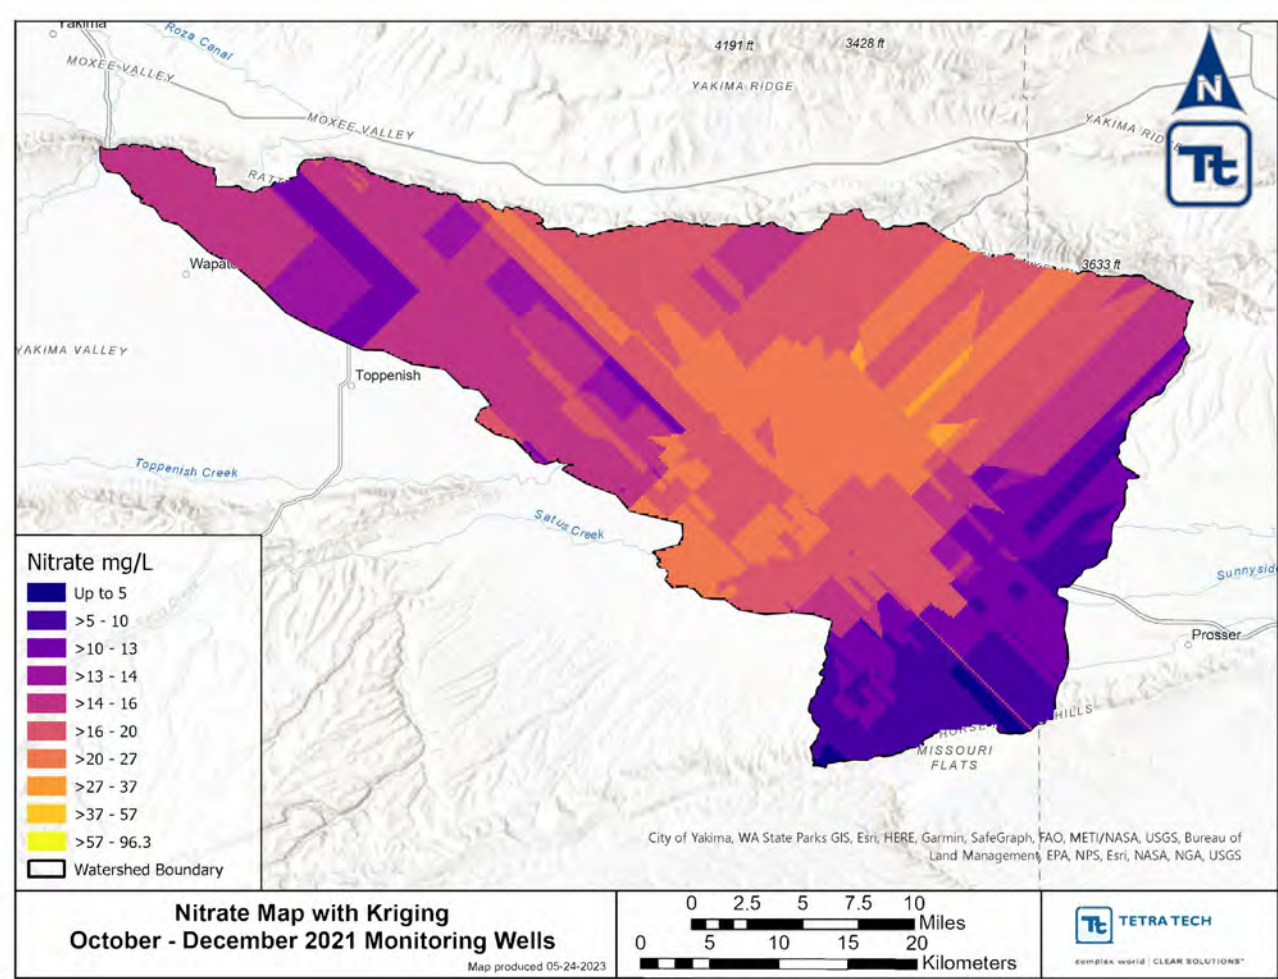 Yakima
Roza Canal
MOXEE VALLEY
4191 ft
3428 ft
YAKIMA RIDGE
MOXEE VALLEY
YAKIMA RIDGE
N
Tt
RATT
Wapato
3633 ft
YAKIMA VALLEY
Toppenish
Toppenish Creek
Satus Creek
Sunnyside
Prosser
HORSE HILLS
MISSOURI
FLATS
Nitrate mg/L
Up to 5
>5 - 10
>10 - 13
>13 - 14
>14 - 16
>16 - 20
>20 - 27
>27 - 37
>37 - 57
>57 - 96.3
Watershed Boundary
City of Yakima, WA State Parks GIS, Esri, HERE, Garmin, SafeGraph, FAO, METI/NASA, USGS, Bureau of
Land Management, EPA, NPS, Esri, NASA, NGA, USGS
Nitrate Map with Kriging
October - December 2021 Monitoring Wells
Map produced 05-24-2023
0 2.5 5 7.5 10
Miles
0 5 10 15 20
Kilometers
Tt TETRA TECH
complex world | CLEAR SOLUTIONS™